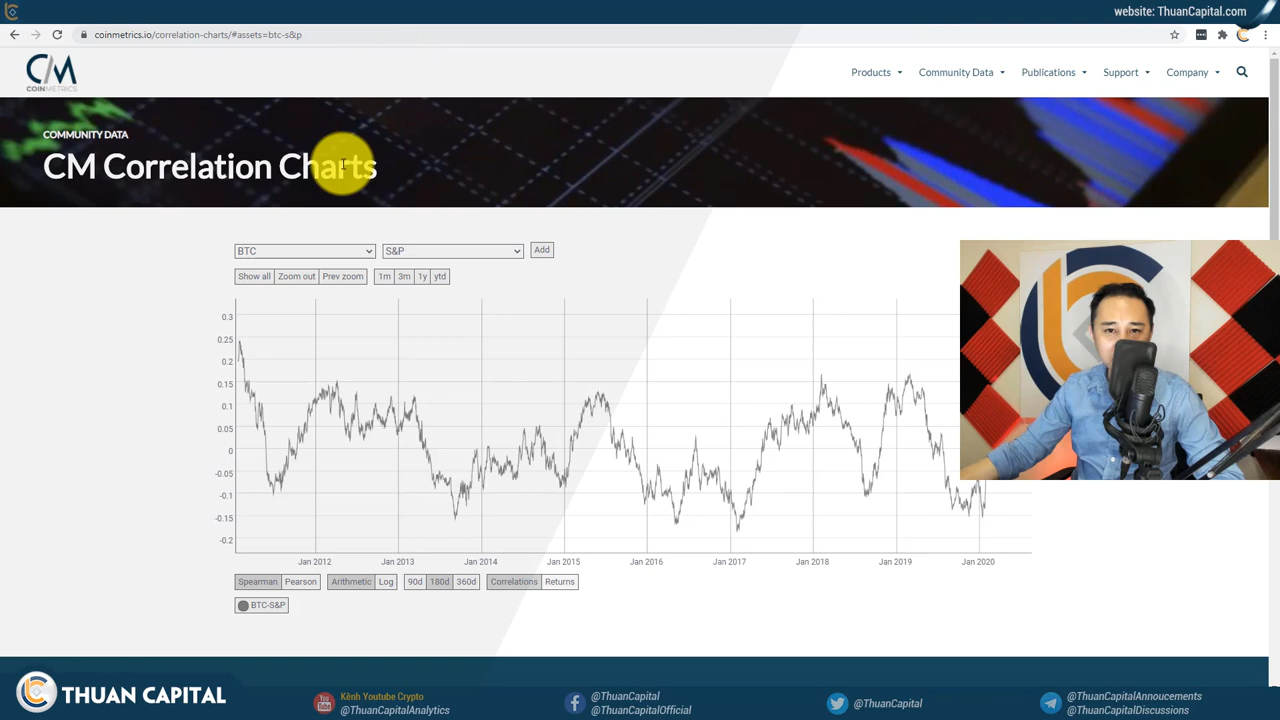 website: ThuanCapital.com
coinmetrics.io/correlation-charts/#assets=btc-s&p
CM
COINMETRICS
Products
Community Data
Publications
Support
Company
COMMUNITY DATA
CM Correlation Charts
BTC
S&P
Add
Show all
Zoom out
Prev zoom
1m
3m
1y
ytd
0.3
0.25
0.2
0.15
0.1
0.05
0
-0.05
-0.1
-0.15
-0.2
Jan 2012
Jan 2013
Jan 2014
Jan 2015
Jan 2016
Jan 2017
Jan 2018
Jan 2019
Jan 2020
Spearman
Pearson
Arithmetic
Log
90d
180d
360d
Correlations
Returns
BTC-S&P
THUAN CAPITAL
You
Tube
Kênh Youtube Crypto
@ThuanCapitalAnalytics
@ThuanCapital
@ThuanCapitalOfficial
@ThuanCapital
@ThuanCapitalAnnoucements
@ThuanCapitalDiscussions